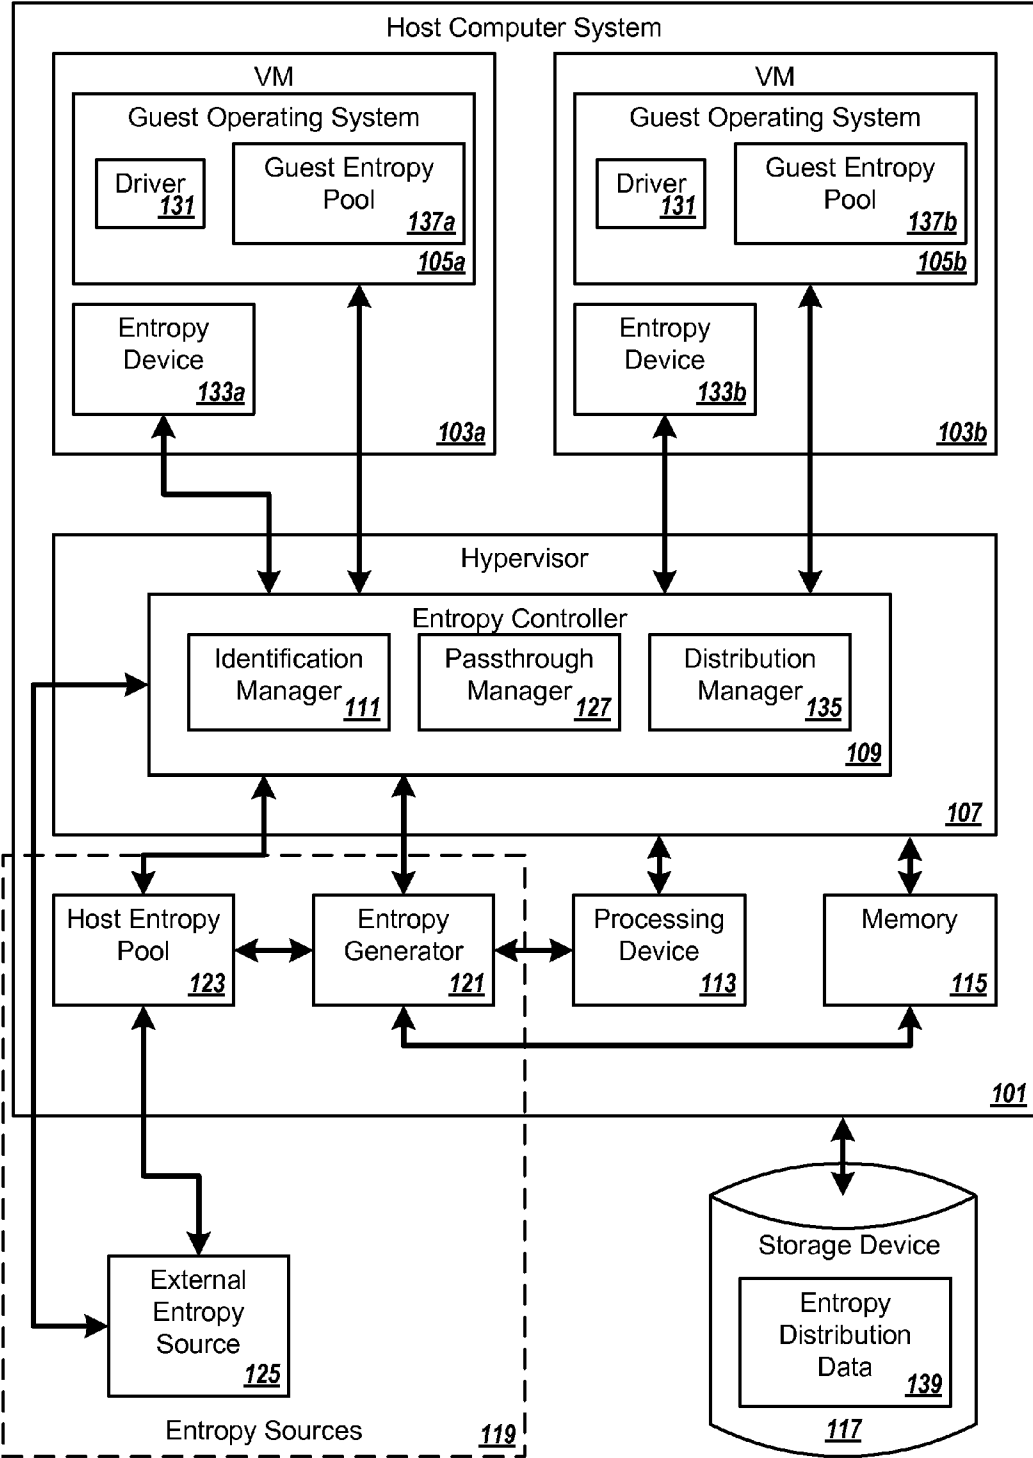 Host Computer System
VM
Guest Operating System
Driver
131
Guest Entropy
Pool
137a
105a
Entropy
Device
133a
103a
VM
Guest Operating System
Driver
131
Guest Entropy
Pool
137b
105b
Entropy
Device
133b
103b
Hypervisor
Entropy Controller
Identification
Manager
111
Passthrough
Manager
127
Distribution
Manager
135
109
107
Host Entropy
Pool
123
Entropy
Generator
121
Processing
Device
113
Memory
115
101
External
Entropy
Source
125
Entropy Sources
119
Storage Device
Entropy
Distribution
Data
139
117